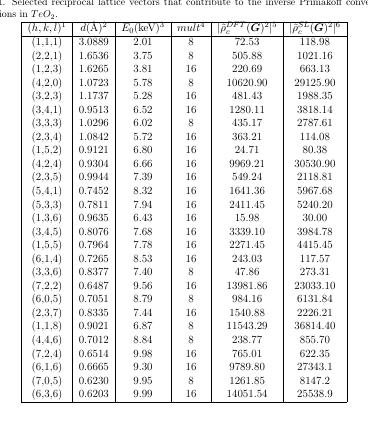 1. Selected reciprocal lattice vectors that contribute to the inverse Primakoff conve
ions in TeO₂.
(h, k, l)¹ d(Å)² E₀(keV)³ mult⁴ |ρ̃ₑᴰᶠᵀ(G)²|⁵ |ρ̃ₑˢᴸ(G)²|⁶
(1,1,1) 3.0889 2.01 8 72.53 118.98
(2,2,1) 1.6536 3.75 8 505.88 1021.16
(1,2,3) 1.6265 3.81 16 220.69 663.13
(4,2,0) 1.0723 5.78 8 10620.90 29125.90
(3,2,3) 1.1737 5.28 16 481.43 1988.35
(3,4,1) 0.9513 6.52 16 1280.11 3818.14
(3,3,3) 1.0296 6.02 8 435.17 2787.61
(2,3,4) 1.0842 5.72 16 363.21 114.08
(1,5,2) 0.9121 6.80 16 24.71 80.38
(4,2,4) 0.9304 6.66 16 9969.21 30530.90
(2,3,5) 0.9944 7.39 16 549.24 2118.81
(5,4,1) 0.7452 8.32 16 1641.36 5967.68
(5,3,3) 0.7811 7.94 16 2411.45 5240.20
(1,3,6) 0.9635 6.43 16 15.98 30.00
(3,4,5) 0.8076 7.68 16 3339.10 3984.78
(1,5,5) 0.7964 7.78 16 2271.45 4415.45
(6,1,4) 0.7265 8.53 16 243.03 117.57
(3,3,6) 0.8377 7.40 8 47.86 273.31
(7,2,2) 0.6487 9.56 16 13981.86 23033.10
(6,0,5) 0.7051 8.79 8 984.16 6131.84
(2,3,7) 0.8335 7.44 16 1540.88 2226.21
(1,1,8) 0.9021 6.87 8 11543.29 36814.40
(4,4,6) 0.7012 8.84 8 238.77 855.70
(7,2,4) 0.6514 9.98 16 765.01 622.35
(6,1,6) 0.6665 9.30 16 9789.80 27343.1
(7,0,5) 0.6230 9.95 8 1261.85 8147.2
(6,3,6) 0.6203 9.99 16 14051.54 25538.9